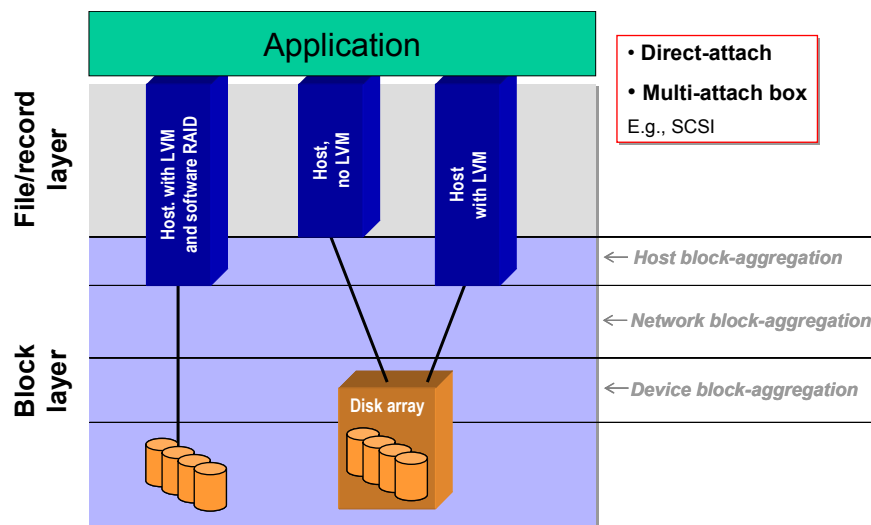 Application
• Direct-attach
• Multi-attach box
E.g., SCSI
File/record
layer
Host. with LVM
and software RAID
Host,
no LVM
Host
with LVM
Host block-aggregation
Network block-aggregation
Block
layer
Device block-aggregation
Disk array